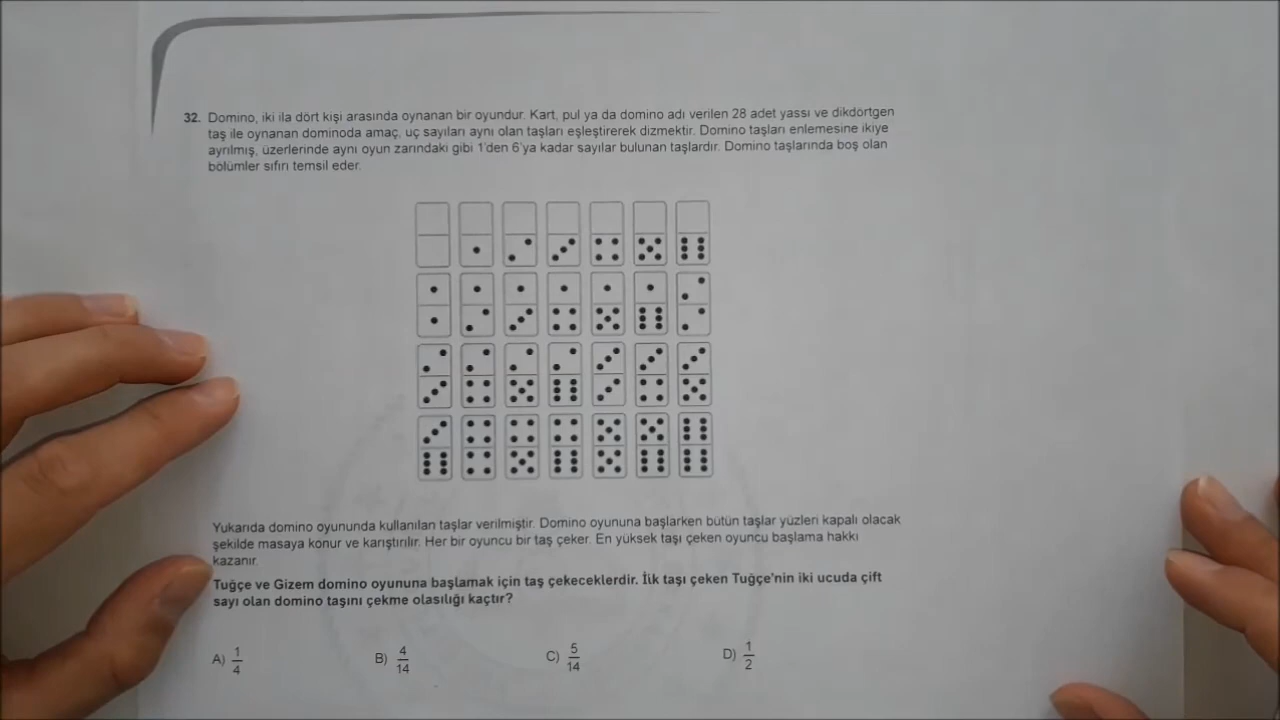 32. Domino, iki ila dört kişi arasında oynanan bir oyundur. Kart, pul ya da domino adı verilen 28 adet yassı ve dikdörtgen
taş ile oynanan dominoda amaç, uç sayıları aynı olan taşları eşleştirerek dizmektir. Domino taşları enlemesine ikiye
ayrılmış, üzerlerinde aynı oyun zarındaki gibi 1'den 6'ya kadar sayılar bulunan taşlardır. Domino taşlarında boş olan
bölümler sıfırı temsil eder.
Yukarıda domino oyununda kullanılan taşlar verilmiştir. Domino oyununa başlarken bütün taşlar yüzleri kapalı olacak
şekilde masaya konur ve karıştırılır. Her bir oyuncu bir taş çeker. En yüksek taşı çeken oyuncu başlama hakkı
kazanır.
Tuğçe ve Gizem domino oyununa başlamak için taş çekeceklerdir. İlk taşı çeken Tuğçe'nin iki ucuda çift
sayı olan domino taşını çekme olasılığı kaçtır?
A) 1/4 B) 4/14 C) 5/14 D) 1/2